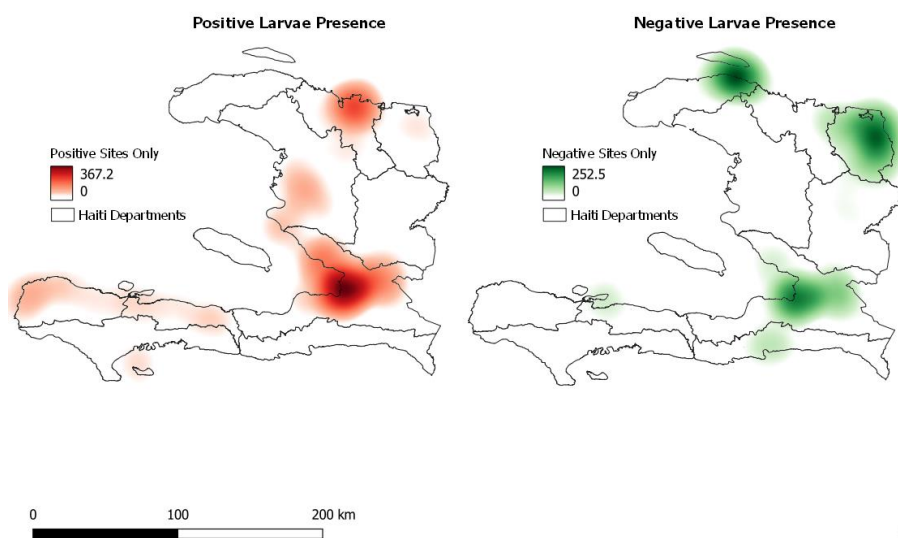 Positive Larvae Presence
Negative Larvae Presence
Positive Sites Only
367.2
0
Haiti Departments
Negative Sites Only
252.5
0
Haiti Departments
0 100 200 km